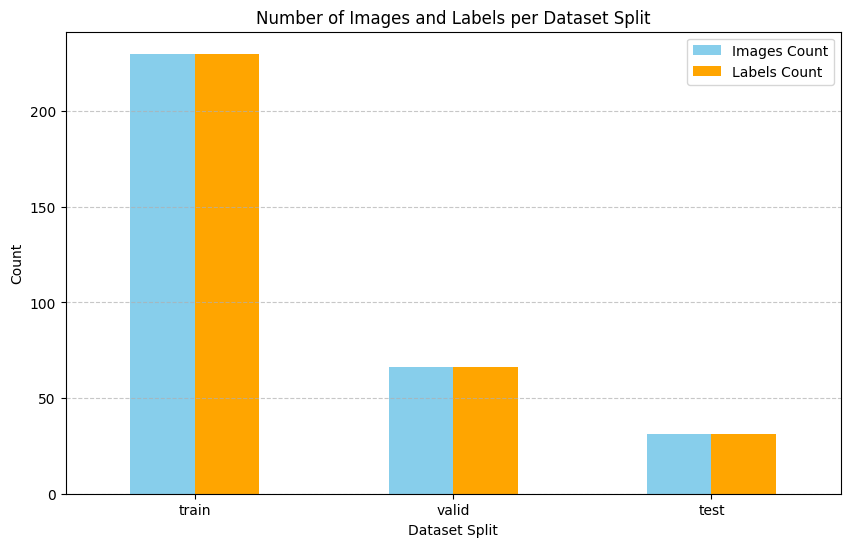 Number of Images and Labels per Dataset Split
Images Count
Labels Count
200
150
100
50
0
Count
train valid test
Dataset Split